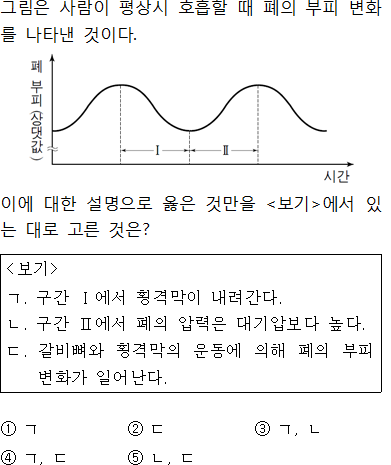 그림은 사람이 평상시 호흡할 때 폐의 부피 변화
를 나타낸 것이다.
폐 부피 (상댓값)
Ⅰ Ⅱ
시간
이에 대한 설명으로 옳은 것만을 <보기>에서 있
는 대로 고른 것은?
<보기>
ㄱ. 구간 Ⅰ에서 횡격막이 내려간다.
ㄴ. 구간 Ⅱ에서 폐의 압력은 대기압보다 높다.
ㄷ. 갈비뼈와 횡격막의 운동에 의해 폐의 부피
변화가 일어난다.
① ㄱ ② ㄷ ③ ㄱ, ㄴ
④ ㄱ, ㄷ ⑤ ㄴ, ㄷ